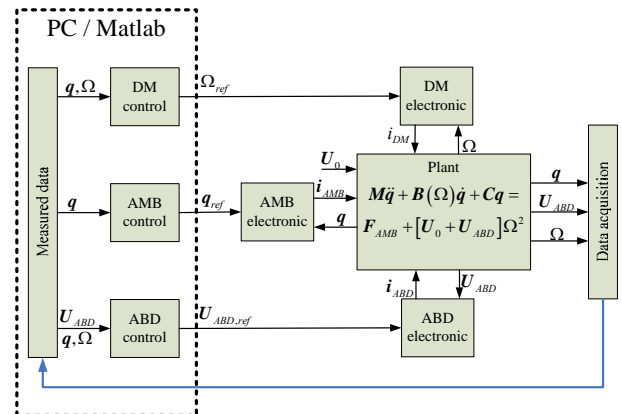 PC / Matlab
Measured data
q, Ω
DM
control
Ω_ref
DM
electronic
i_DM
Ω
U_0
Plant
Mq̈ + B(Ω)q̇ + Cq =
F_AMB + [U_0 + U_ABD]Ω²
q
AMB
control
q_ref
AMB
electronic
i_AMB
q
q
U_ABD
Ω
Data acquisition
U_ABD
q, Ω
ABD
control
U_ABD,ref
i_ABD
U_ABD
ABD
electronic